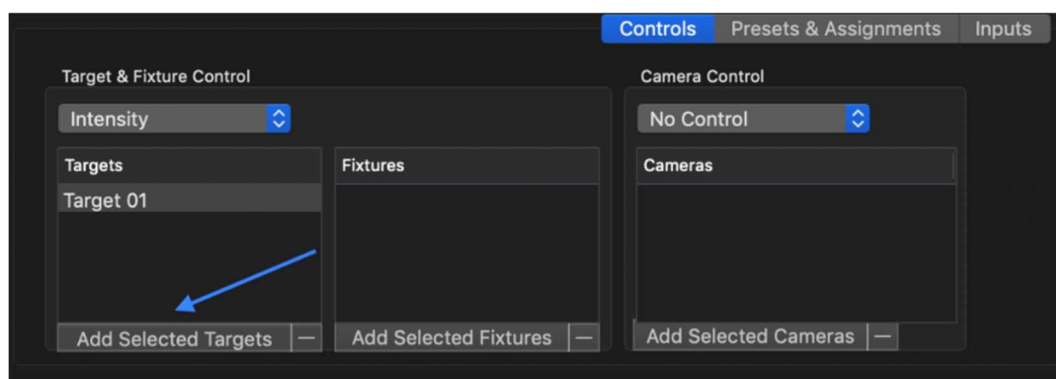 Controls
Presets & Assignments
Inputs
Target & Fixture Control
Camera Control
Intensity
No Control
Targets
Fixtures
Cameras
Target 01
Add Selected Targets
Add Selected Fixtures
Add Selected Cameras